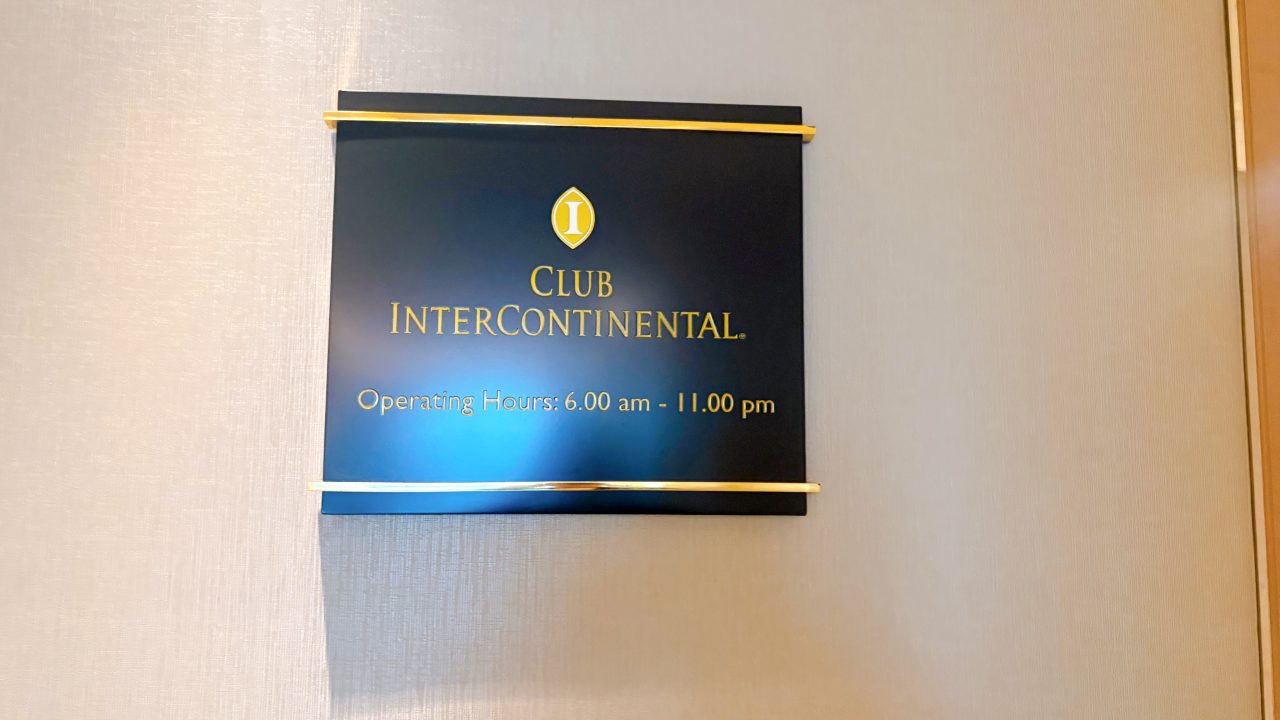 I
CLUB
INTERCONTINENTAL®
Operating Hours: 6.00 am - 11.00 pm